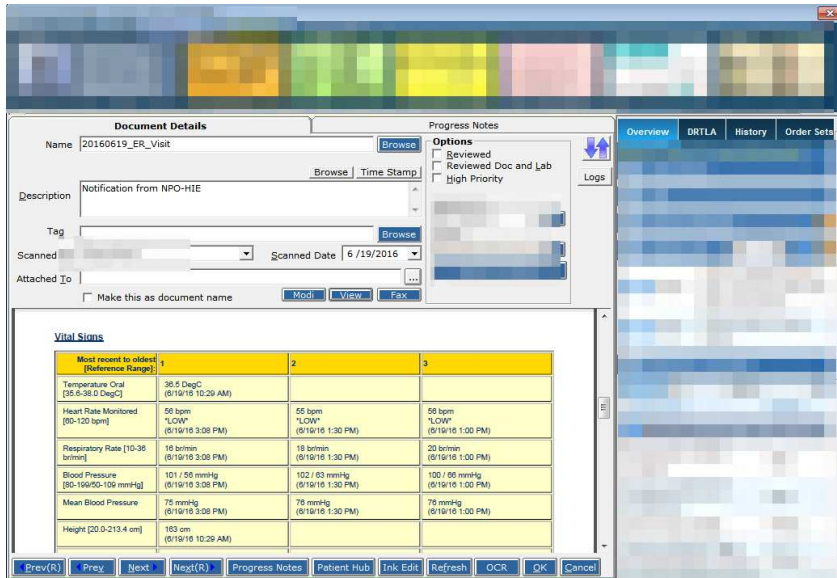 Document Details
Progress Notes
Overview DRTLA History Order Sets
Name 20160619_ER_Visit Browse
Options
Reviewed
Reviewed Doc and Lab
High Priority
Logs
Browse Time Stamp
Description Notification from NPO-HIE
Tag Browse
Scanned Scanned Date 6 /19/2016
Attached To ...
Make this as document name Modi View Fax
Vital Signs
Most recent to oldest [Reference Range]: 1 2 3
Temperature Oral 36.5 DegC
[35.6-38.0 DegC] (6/19/16 10:29 AM)
Heart Rate Monitored 56 bpm 55 bpm 56 bpm
[60-120 bpm] *LOW* *LOW* *LOW*
(6/19/16 3:08 PM) (6/19/16 1:30 PM) (6/19/16 1:00 PM)
Respiratory Rate [10-36 16 br/min 18 br/min 20 br/min
br/min] (6/19/16 3:08 PM) (6/19/16 1:30 PM) (6/19/16 1:00 PM)
Blood Pressure 101 / 56 mmHg 102 / 63 mmHg 100 / 66 mmHg
[80-199/50-109 mmHg] (6/19/16 3:08 PM) (6/19/16 1:30 PM) (6/19/16 1:00 PM)
Mean Blood Pressure 75 mmHg 76 mmHg 76 mmHg
(6/19/16 3:08 PM) (6/19/16 1:30 PM) (6/19/16 1:00 PM)
Height [20.0-213.4 cm] 163 cm
(6/19/16 10:29 AM)
Prev(R) Prev Next Next(R) Progress Notes Patient Hub Ink Edit Refresh OCR OK Cancel